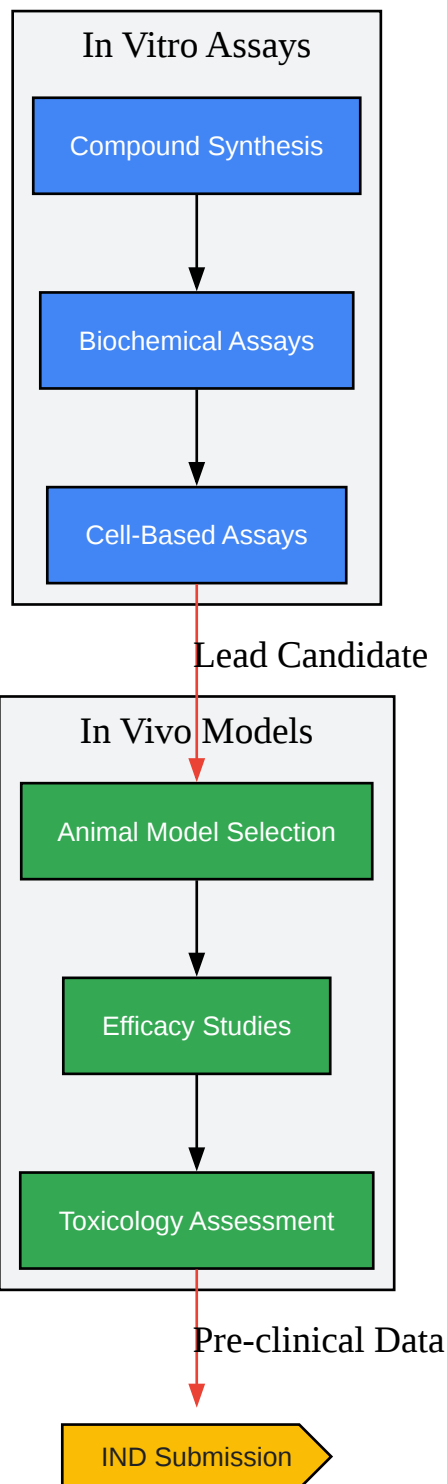 In Vitro Assays
Compound Synthesis
Biochemical Assays
Cell-Based Assays
Lead Candidate
In Vivo Models
Animal Model Selection
Efficacy Studies
Toxicology Assessment
Pre-clinical Data
IND Submission